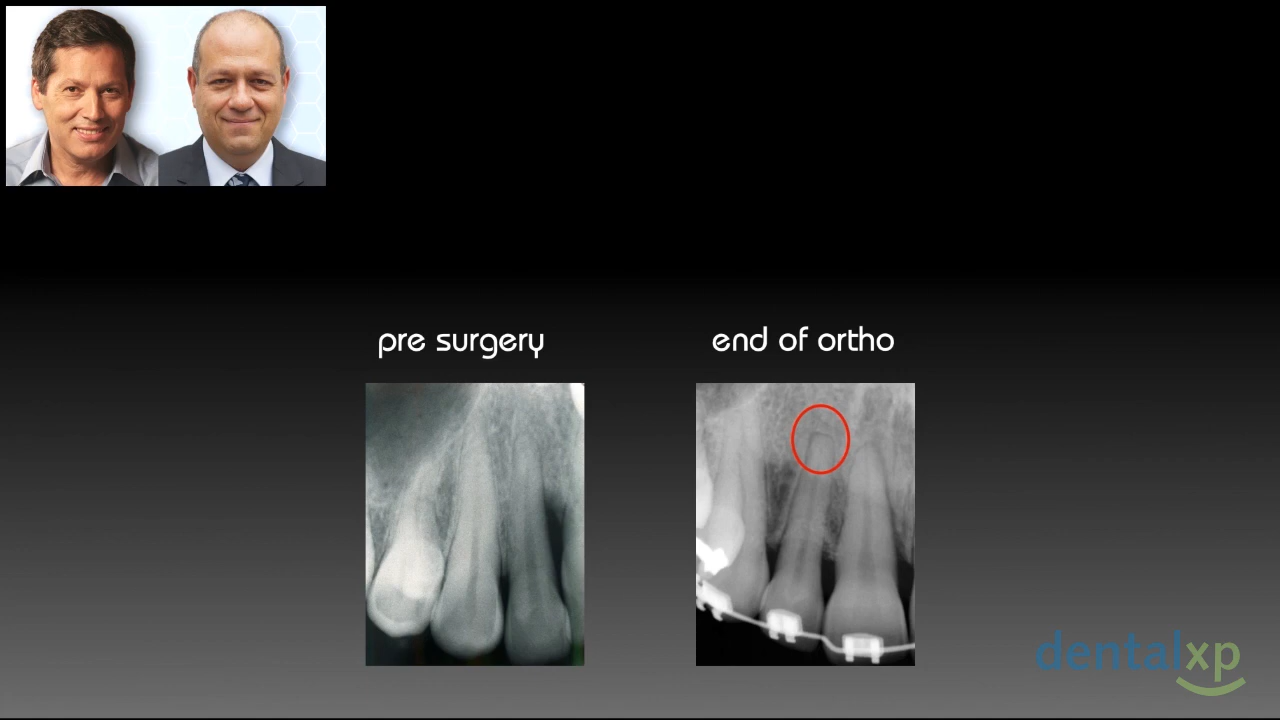 pre surgery
end of ortho
dentalxp